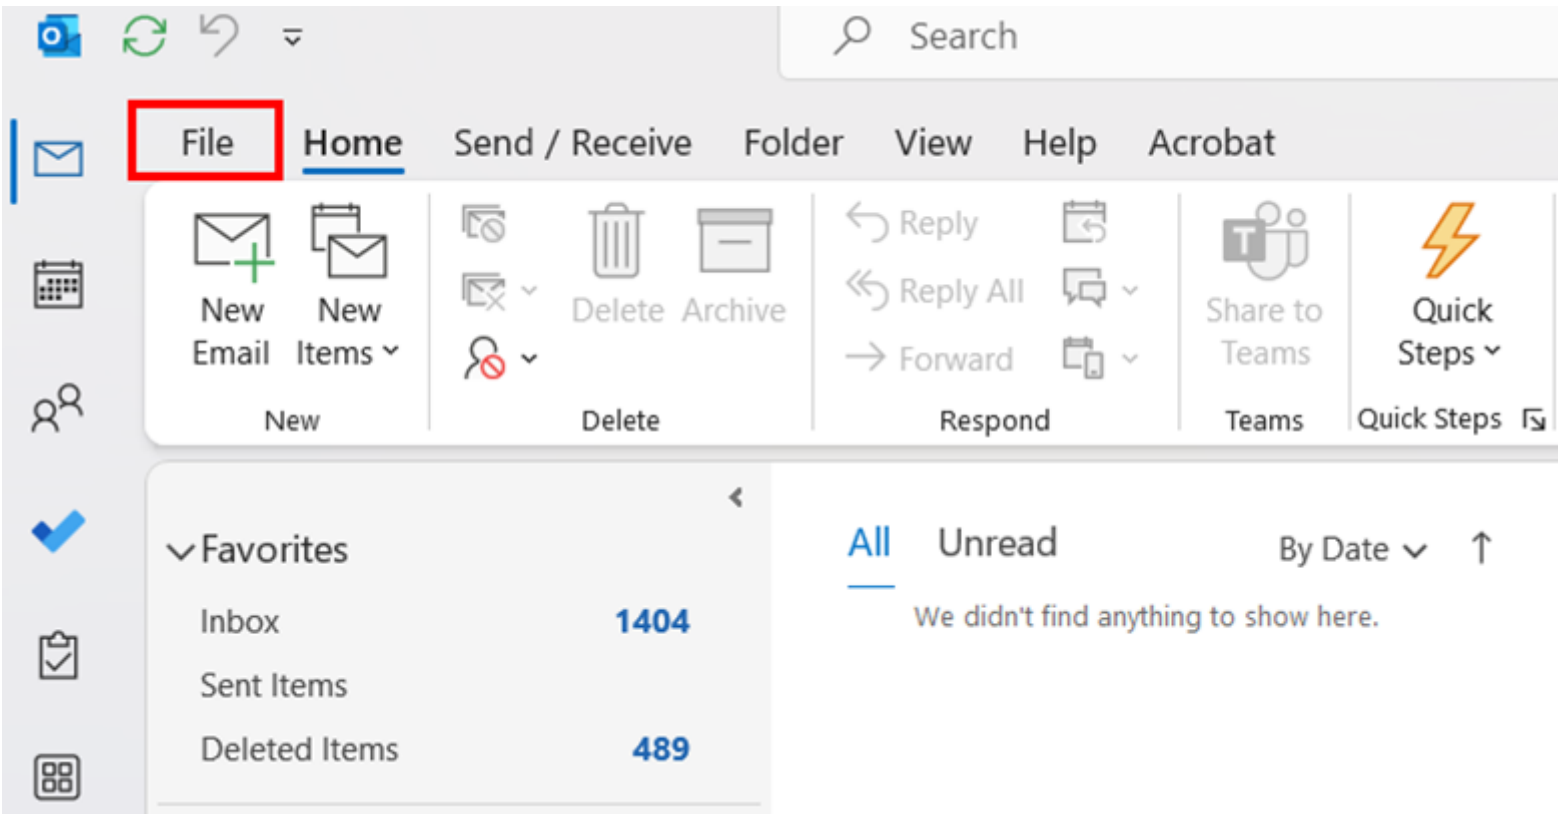 Search
File Home Send / Receive Folder View Help Acrobat
New Email
New Items
Delete
Archive
Reply
Reply All
Forward
Share to Teams
Quick Steps
New
Delete
Respond
Teams
Quick Steps
Favorites
Inbox 1404
Sent Items
Deleted Items 489
All Unread By Date
We didn't find anything to show here.